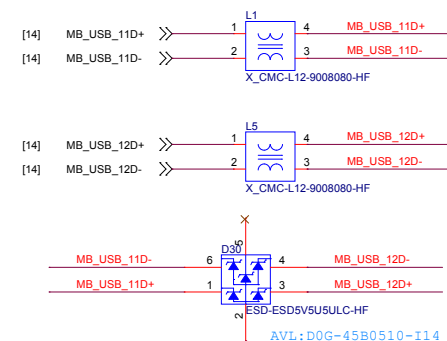 L1
[14] MB_USB_11D+ 1 4 MB_USB_11D+
[14] MB_USB_11D- 2 3 MB_USB_11D-
X_CMC-L12-9008080-HF
L5
[14] MB_USB_12D+ 1 4 MB_USB_12D+
[14] MB_USB_12D- 2 3 MB_USB_12D-
X_CMC-L12-9008080-HF
D30 5
MB_USB_11D- 6 4 MB_USB_12D-
MB_USB_11D+ 1 3 MB_USB_12D+
2 ESD-ESD5V5U5ULC-HF
AVL:D0G-45B0510-I14